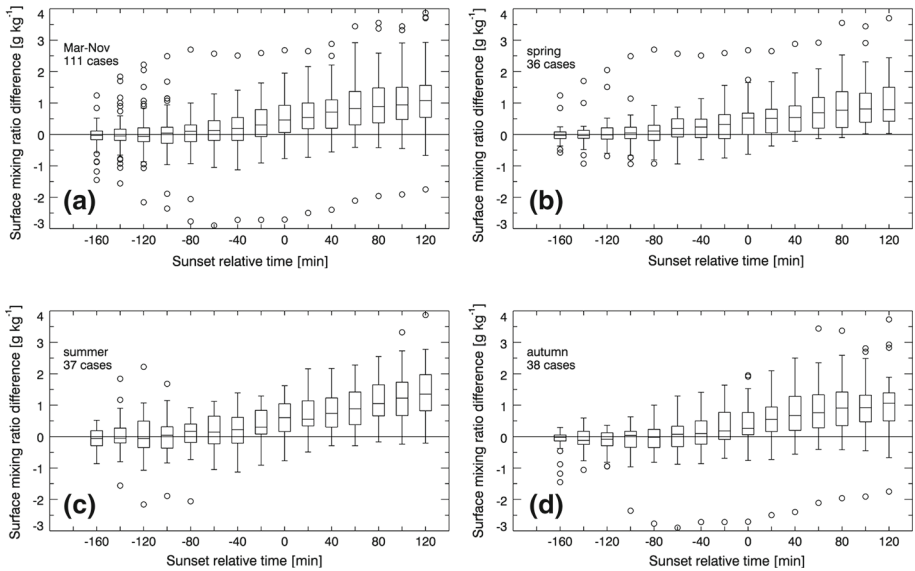 Surface mixing ratio difference [g kg-1]
4
3
2
1
0
-1
-2
-3
Mar-Nov
111 cases
(a)
-160 -120 -80 -40 0 40 80 120
Sunset relative time [min]
Surface mixing ratio difference [g kg-1]
4
3
2
1
0
-1
-2
-3
spring
36 cases
(b)
-160 -120 -80 -40 0 40 80 120
Sunset relative time [min]
Surface mixing ratio difference [g kg-1]
4
3
2
1
0
-1
-2
-3
summer
37 cases
(c)
-160 -120 -80 -40 0 40 80 120
Sunset relative time [min]
Surface mixing ratio difference [g kg-1]
4
3
2
1
0
-1
-2
-3
autumn
38 cases
(d)
-160 -120 -80 -40 0 40 80 120
Sunset relative time [min]